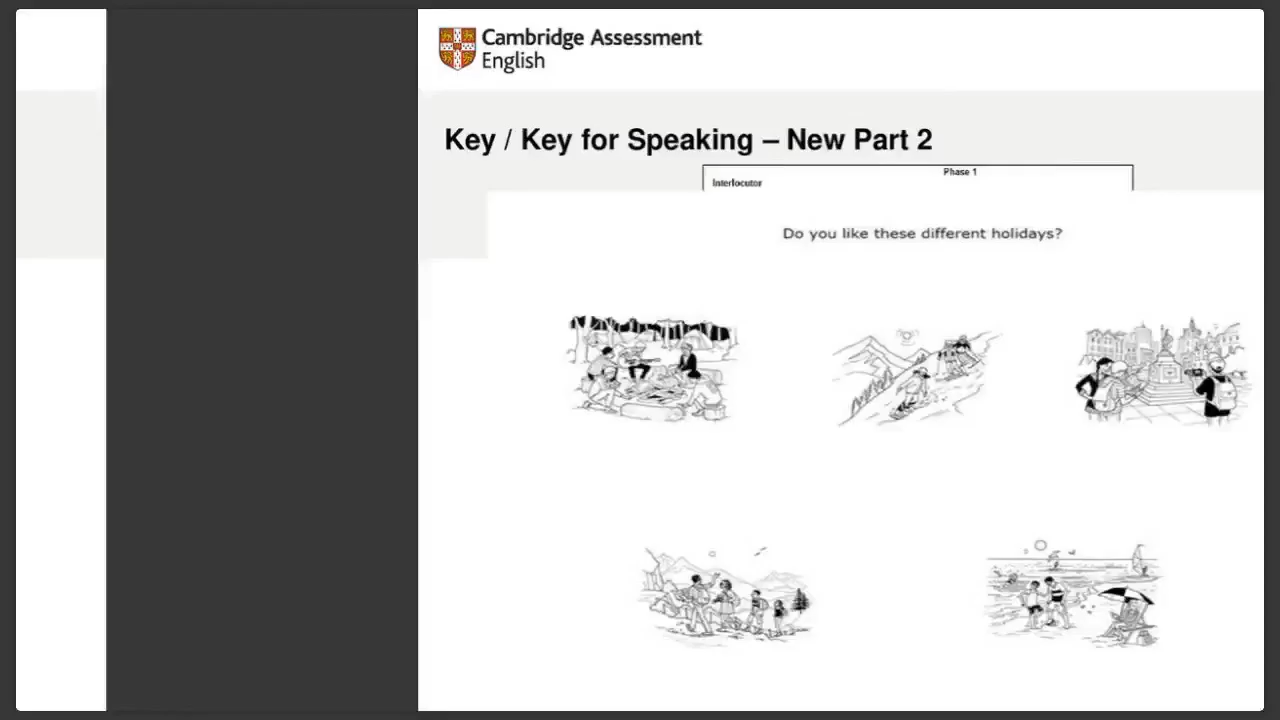 Cambridge Assessment
English
Key / Key for Speaking – New Part 2
Phase 1
Interlocutor
Do you like these different holidays?